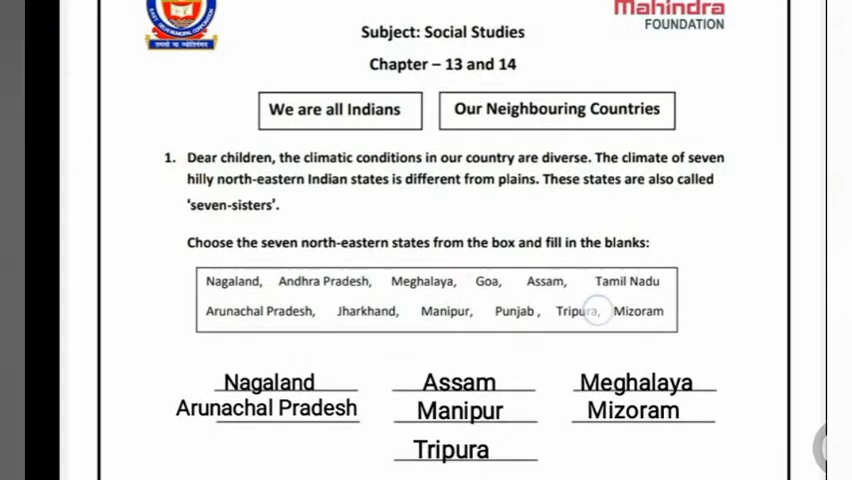 Mahindra
FOUNDATION
Subject: Social Studies
Chapter – 13 and 14
We are all Indians
Our Neighbouring Countries
1. Dear children, the climatic conditions in our country are diverse. The climate of seven
hilly north-eastern Indian states is different from plains. These states are also called
‘seven-sisters’.
Choose the seven north-eastern states from the box and fill in the blanks:
Nagaland, Andhra Pradesh, Meghalaya, Goa, Assam, Tamil Nadu
Arunachal Pradesh, Jharkhand, Manipur, Punjab , Tripura, Mizoram
Nagaland Assam Meghalaya
Arunachal Pradesh Manipur Mizoram
Tripura